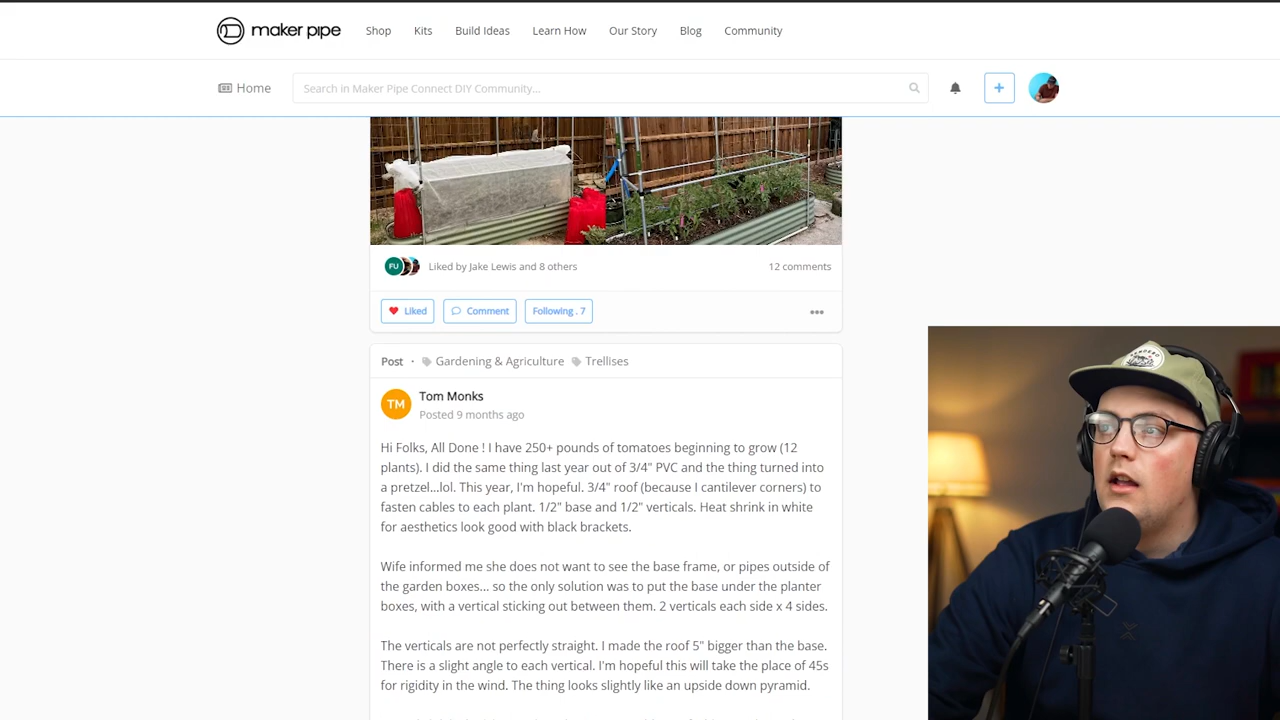 maker pipe
Shop
Kits
Build Ideas
Learn How
Our Story
Blog
Community
Home
Search in Maker Pipe Connect DIY Community...
+
FU
Liked by Jake Lewis and 8 others
12 comments
Liked
Comment
Following . 7
Post · Gardening & Agriculture Trellises
TM
Tom Monks
Posted 9 months ago
Hi Folks, All Done ! I have 250+ pounds of tomatoes beginning to grow (12
plants). I did the same thing last year out of 3/4" PVC and the thing turned into
a pretzel...lol. This year, I'm hopeful. 3/4" roof (because I cantilever corners) to
fasten cables to each plant. 1/2" base and 1/2" verticals. Heat shrink in white
for aesthetics look good with black brackets.
Wife informed me she does not want to see the base frame, or pipes outside of
the garden boxes... so the only solution was to put the base under the planter
boxes, with a vertical sticking out between them. 2 verticals each side x 4 sides.
The verticals are not perfectly straight. I made the roof 5" bigger than the base.
There is a slight angle to each vertical. I'm hopeful this will take the place of 45s
for rigidity in the wind. The thing looks slightly like an upside down pyramid.